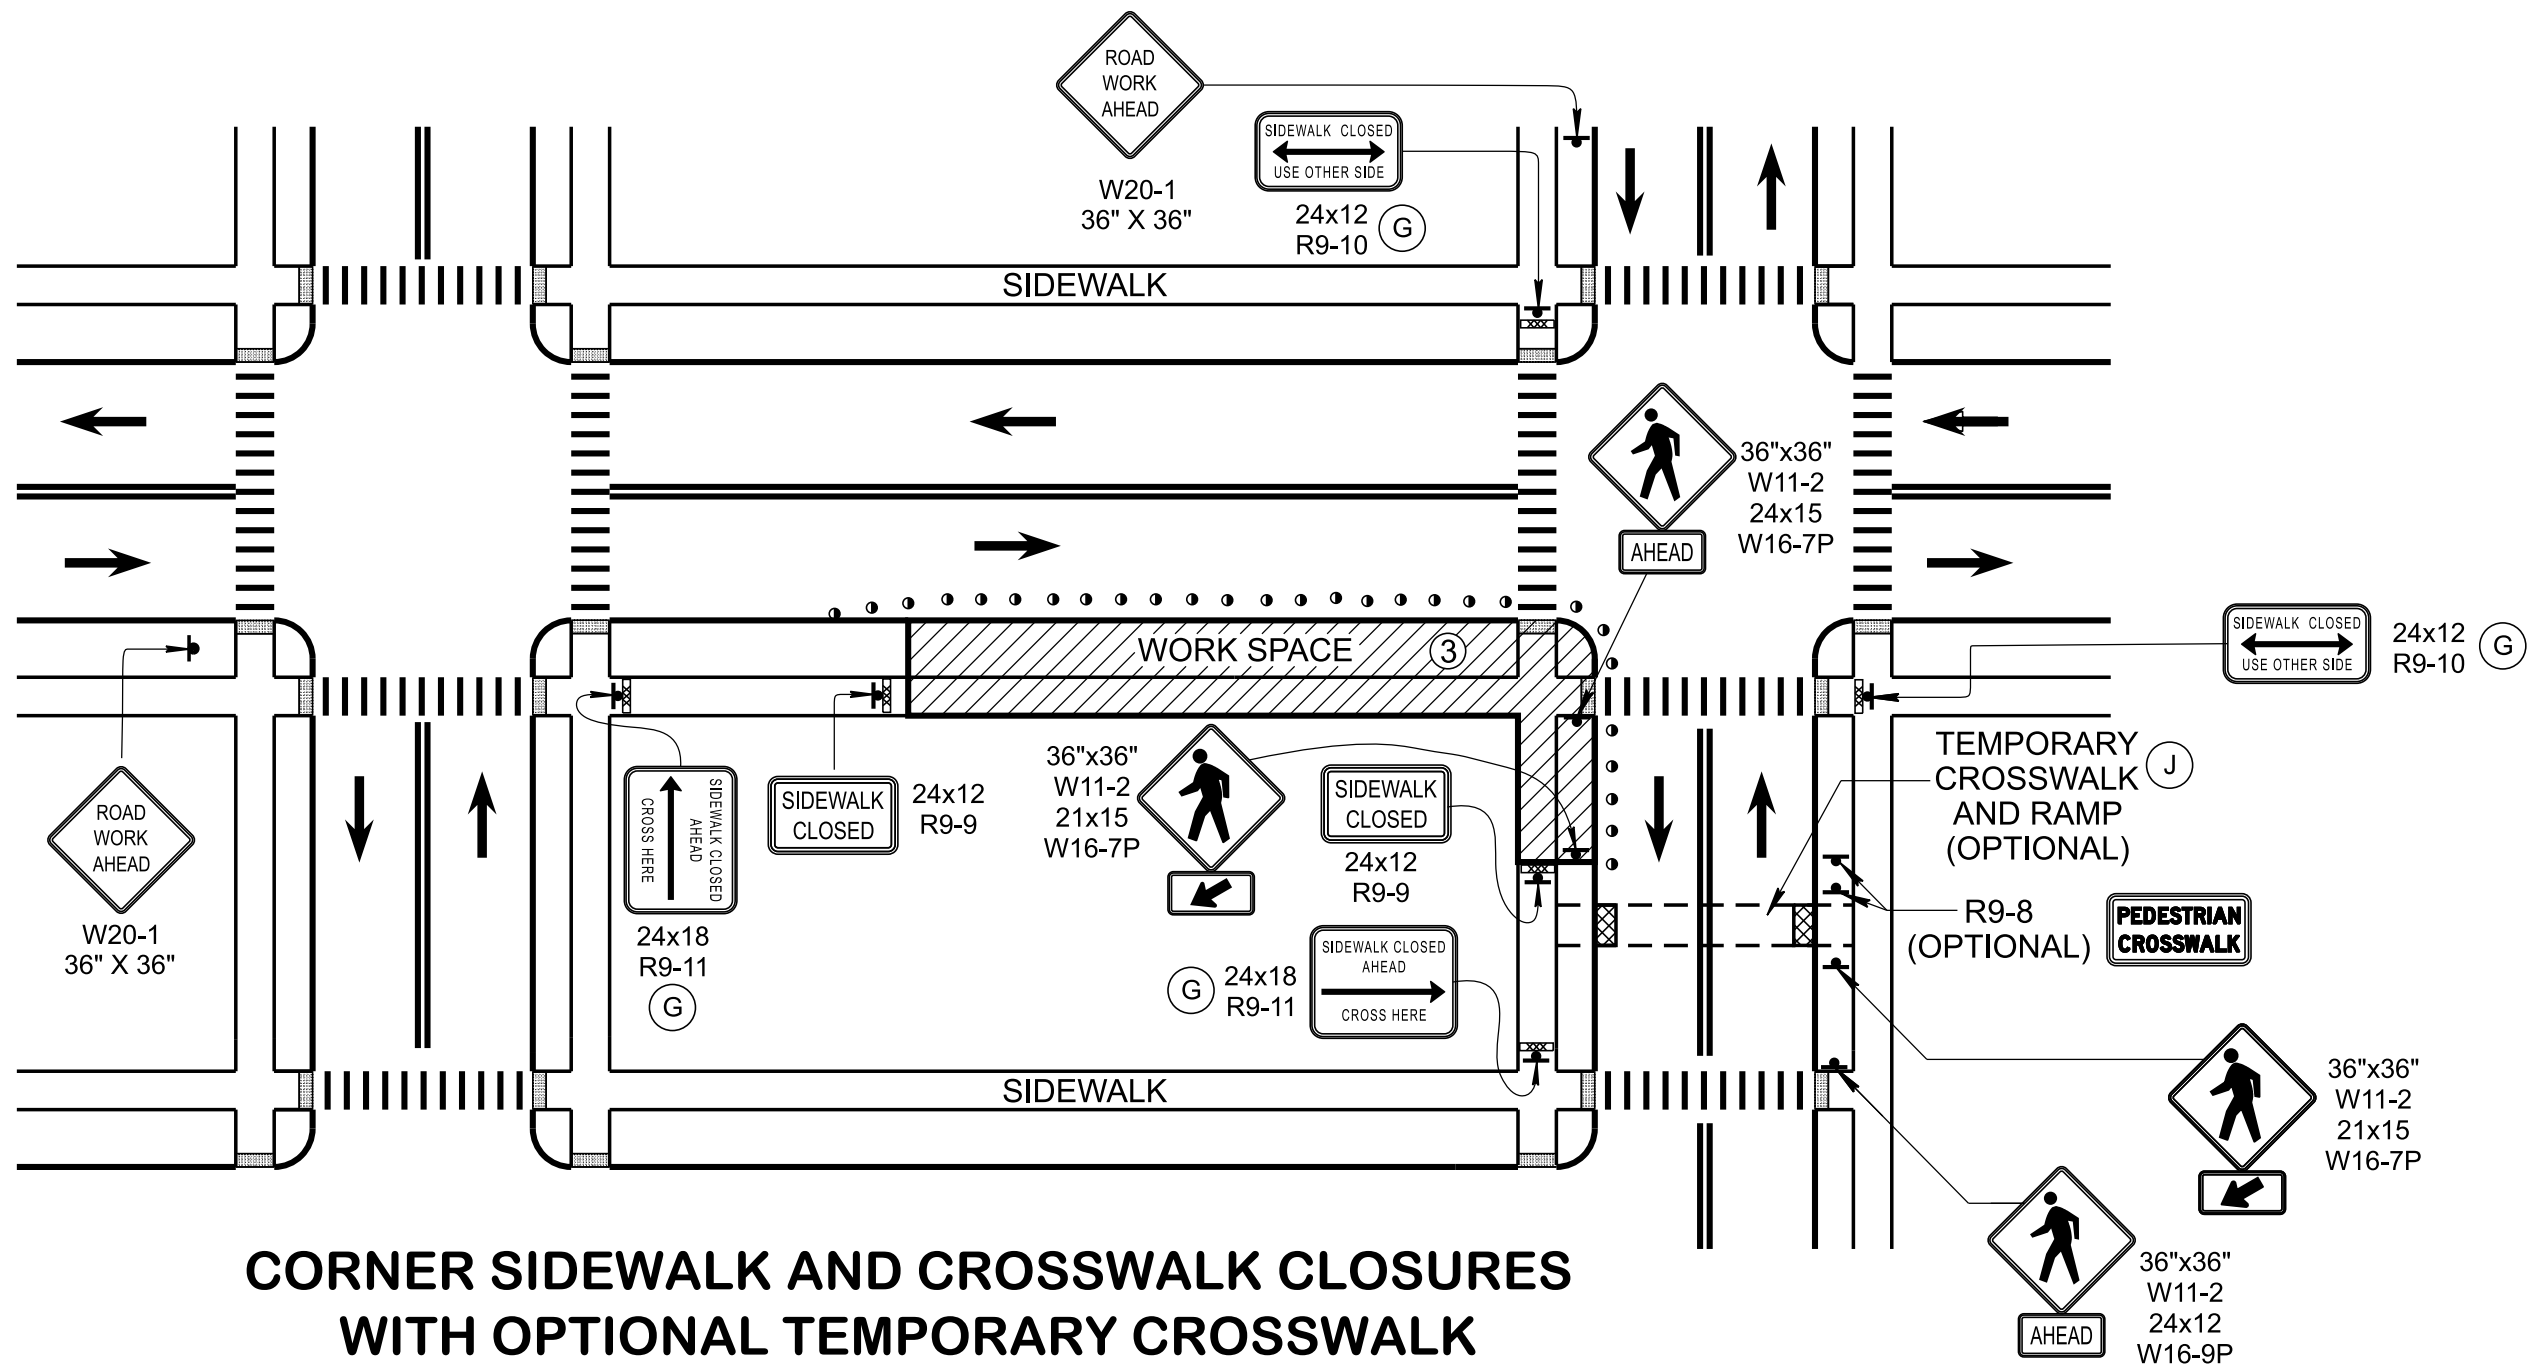 ROAD
WORK
AHEAD
W20-1
36" X 36"
SIDEWALK CLOSED
USE OTHER SIDE
24x12
R9-10
G
SIDEWALK
36"x36"
W11-2
24x15
W16-7P
AHEAD
WORK SPACE
3
SIDEWALK CLOSED
USE OTHER SIDE
24x12
R9-10
G
ROAD
WORK
AHEAD
W20-1
36" X 36"
SIDEWALK CLOSED
AHEAD
CROSS HERE
24x18
R9-11
G
SIDEWALK
CLOSED
24x12
R9-9
36"x36"
W11-2
21x15
W16-7P
SIDEWALK
CLOSED
24x12
R9-9
TEMPORARY
CROSSWALK
AND RAMP
(OPTIONAL)
J
R9-8
(OPTIONAL)
PEDESTRIAN
CROSSWALK
G
24x18
R9-11
SIDEWALK CLOSED
AHEAD
CROSS HERE
SIDEWALK
36"x36"
W11-2
21x15
W16-7P
36"x36"
W11-2
24x12
W16-9P
AHEAD
CORNER SIDEWALK AND CROSSWALK CLOSURES
WITH OPTIONAL TEMPORARY CROSSWALK